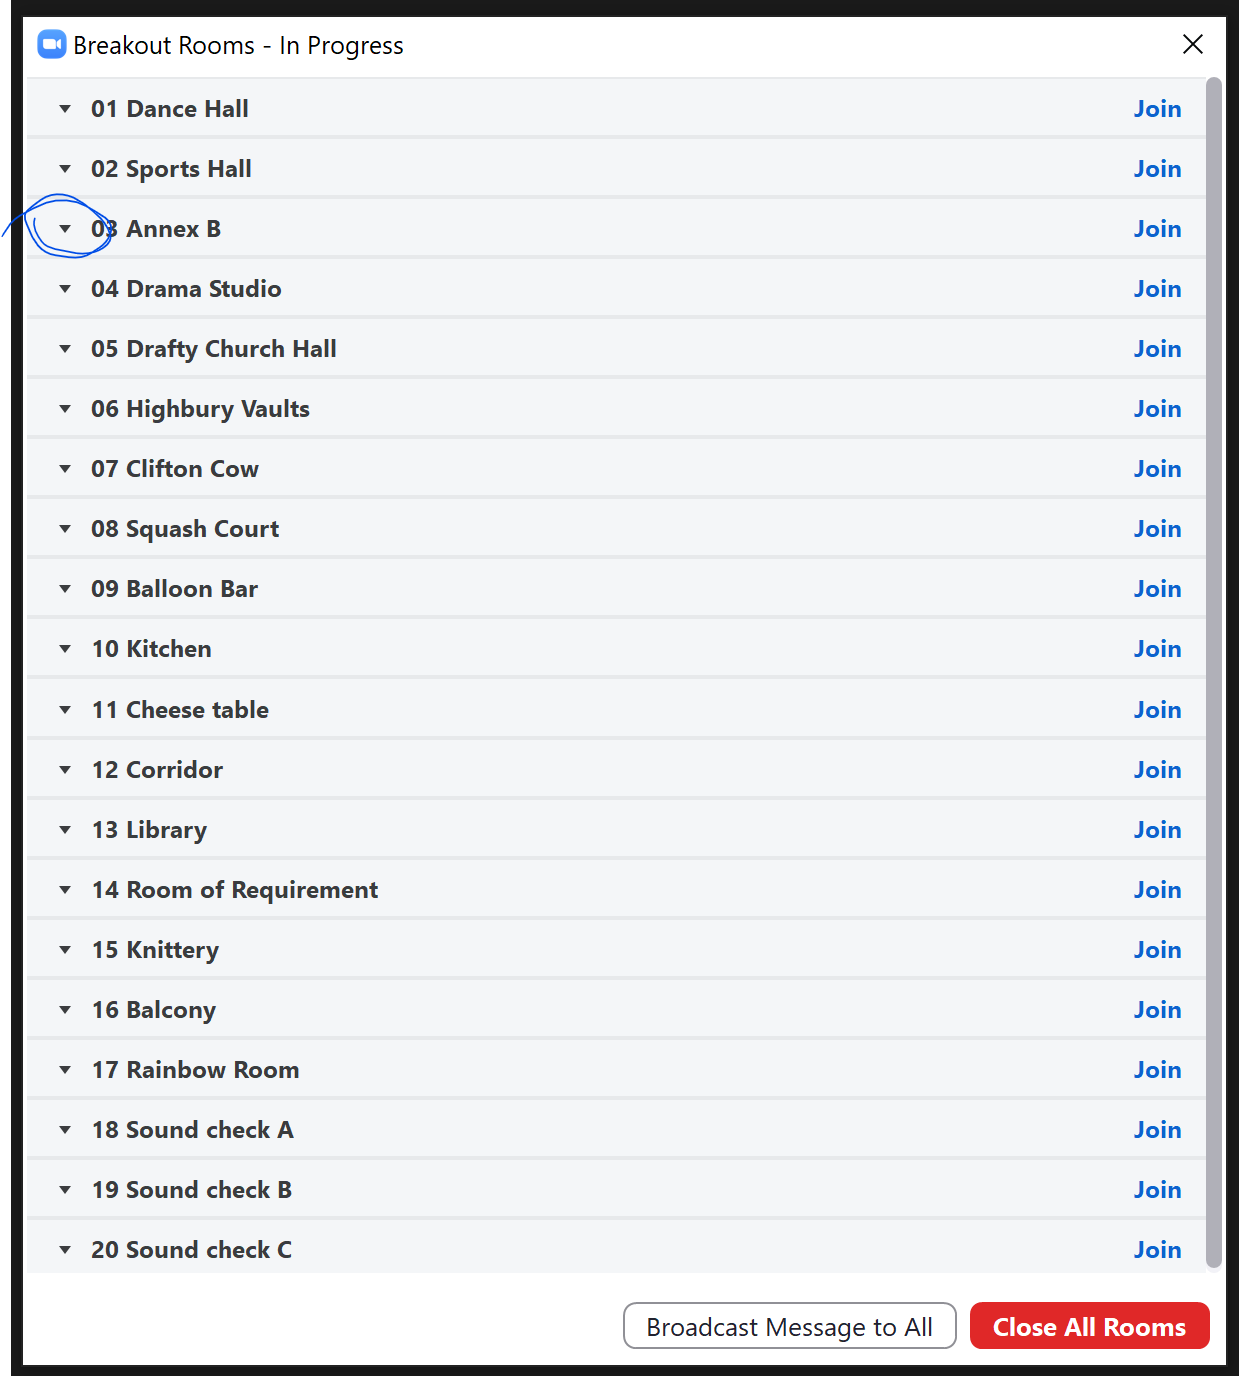 Breakout Rooms - In Progress
01 Dance Hall Join
02 Sports Hall Join
03 Annex B Join
04 Drama Studio Join
05 Drafty Church Hall Join
06 Highbury Vaults Join
07 Clifton Cow Join
08 Squash Court Join
09 Balloon Bar Join
10 Kitchen Join
11 Cheese table Join
12 Corridor Join
13 Library Join
14 Room of Requirement Join
15 Knittery Join
16 Balcony Join
17 Rainbow Room Join
18 Sound check A Join
19 Sound check B Join
20 Sound check C Join
Broadcast Message to All Close All Rooms